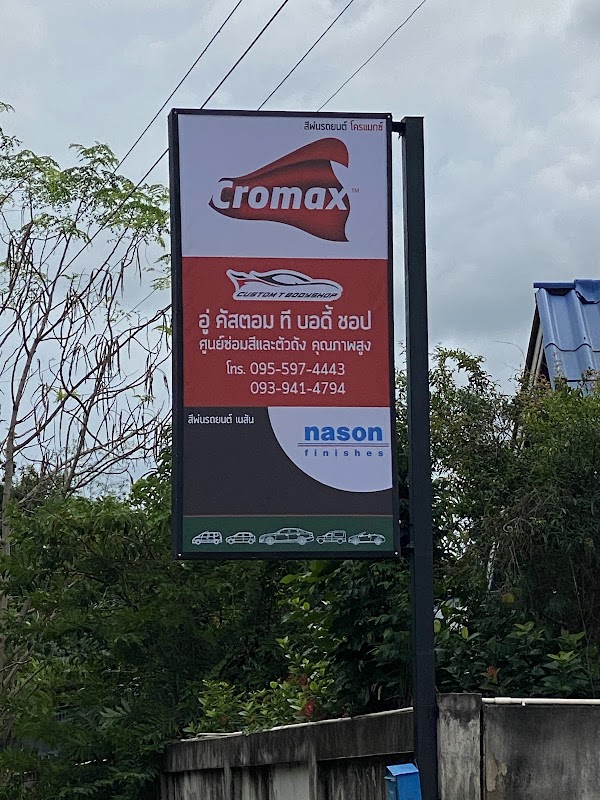 สีพ่นรถยนต์ โครแมกซ์
Cromax™
CUSTOM T BODYSHOP
อู่ คัสตอม ที บอดี้ ชอป
ศูนย์ซ่อมสีและตัวถัง คุณภาพสูง
โทร. 095-597-4443
093-941-4794
สีพ่นรถยนต์ เนสัน
nason
finishes